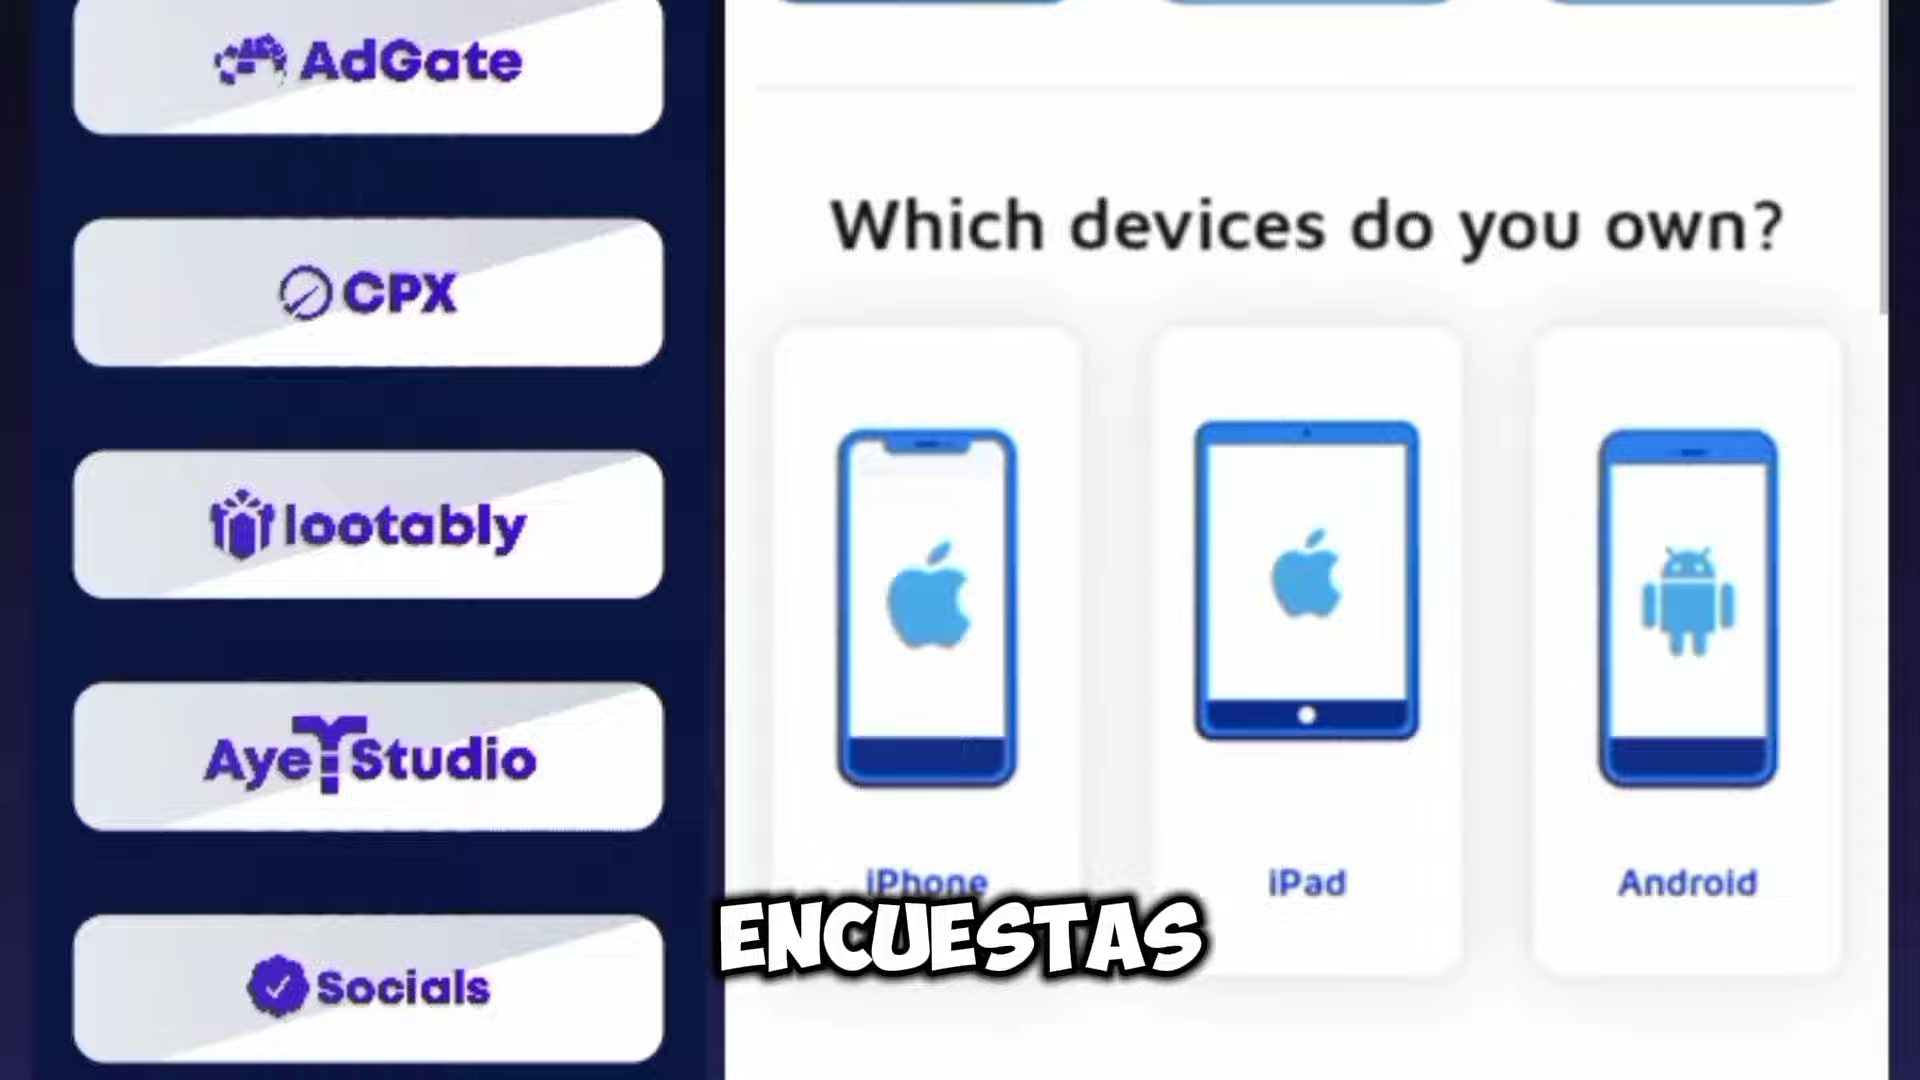 AdGate
CPX
lootably
AyeTStudio
Socials
Which devices do you own?
iPhone
iPad
Android
ENCUESTAS